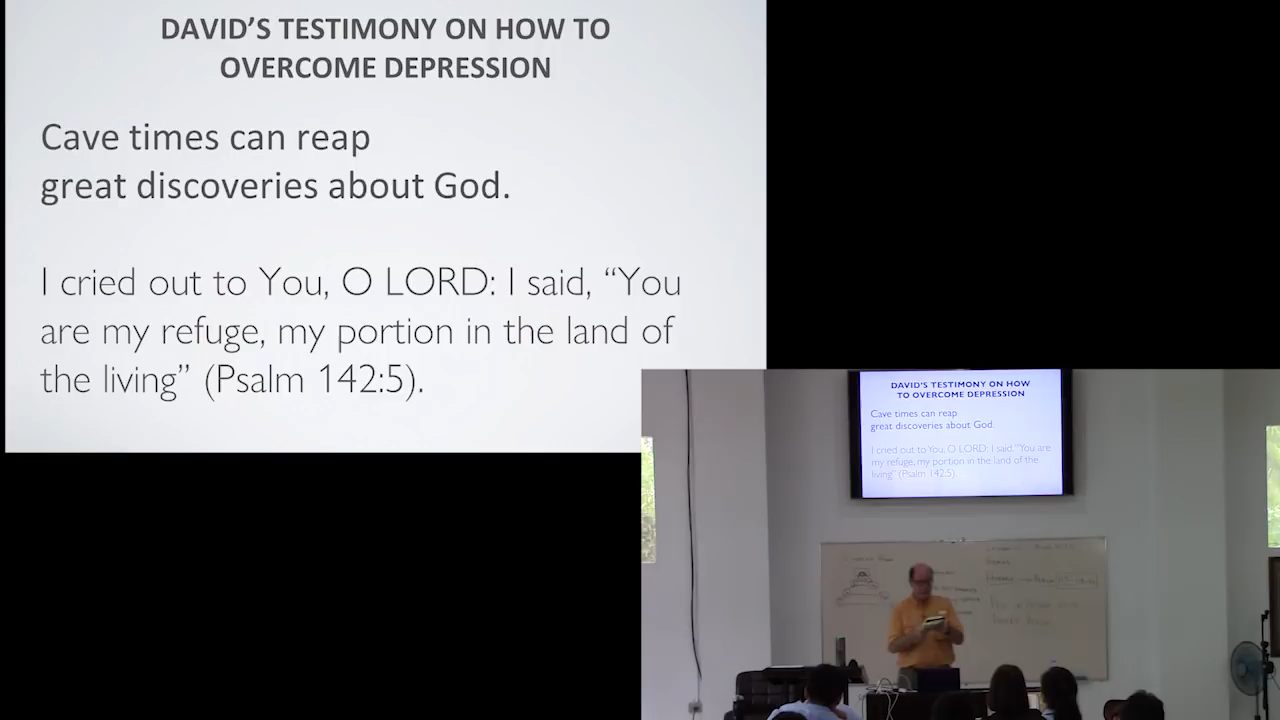 DAVID’S TESTIMONY ON HOW TO
OVERCOME DEPRESSION
Cave times can reap
great discoveries about God.
I cried out to You, O LORD: I said, “You
are my refuge, my portion in the land of
the living” (Psalm 142:5).
DAVID'S TESTIMONY ON HOW
TO OVERCOME DEPRESSION
Cave times can reap
great discoveries about God.
I cried out to You, O LORD: I said, “You are
my refuge, my portion in the land of the
living” (Psalm 142:5)